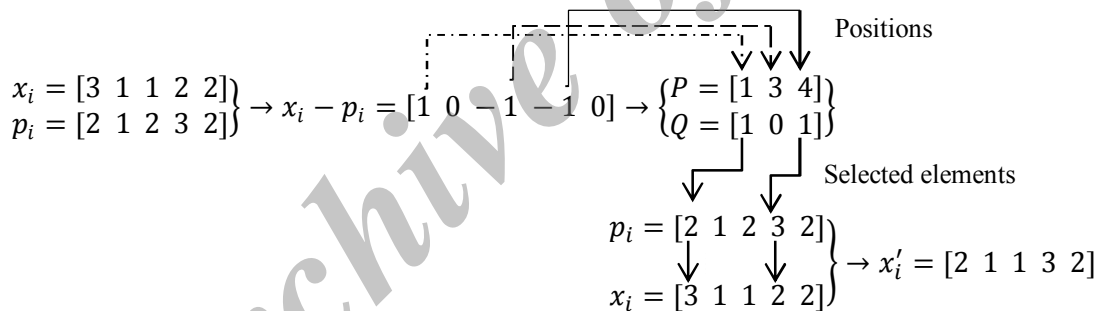 Positions
x_i = [3 1 1 2 2]
p_i = [2 1 2 3 2]} → x_i − p_i = [1 0 − 1 − 1 0] → {P = [1 3 4]
Q = [1 0 1]}
Selected elements
p_i = [2 1 2 3 2]
x_i = [3 1 1 2 2]} → x′_i = [2 1 1 3 2]
chive of